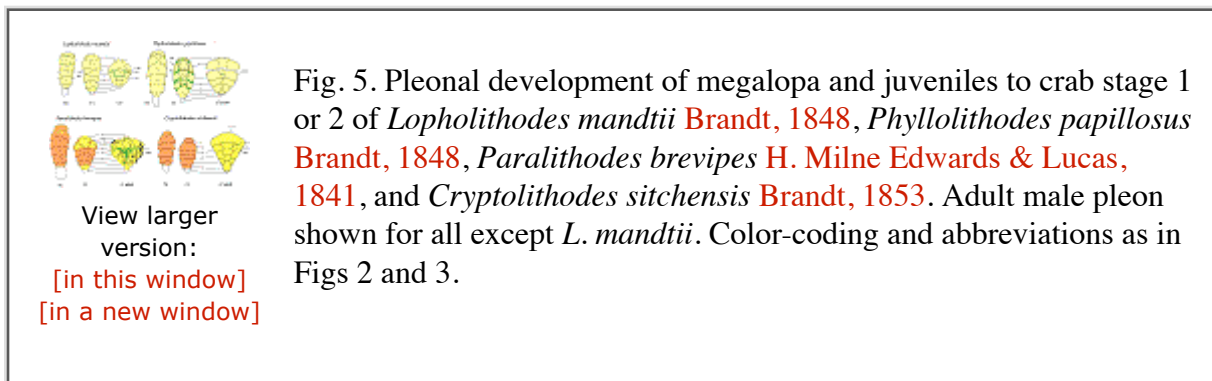 Fig. 5. Pleonal development of megalopa and juveniles to crab stage 1
or 2 of Lopholithodes mandtii Brandt, 1848, Phyllolithodes papillosus
Brandt, 1848, Paralithodes brevipes H. Milne Edwards & Lucas,
1841, and Cryptolithodes sitchensis Brandt, 1853. Adult male pleon
shown for all except L. mandtii. Color-coding and abbreviations as in
Figs 2 and 3.
View larger
version:
[in this window]
[in a new window]